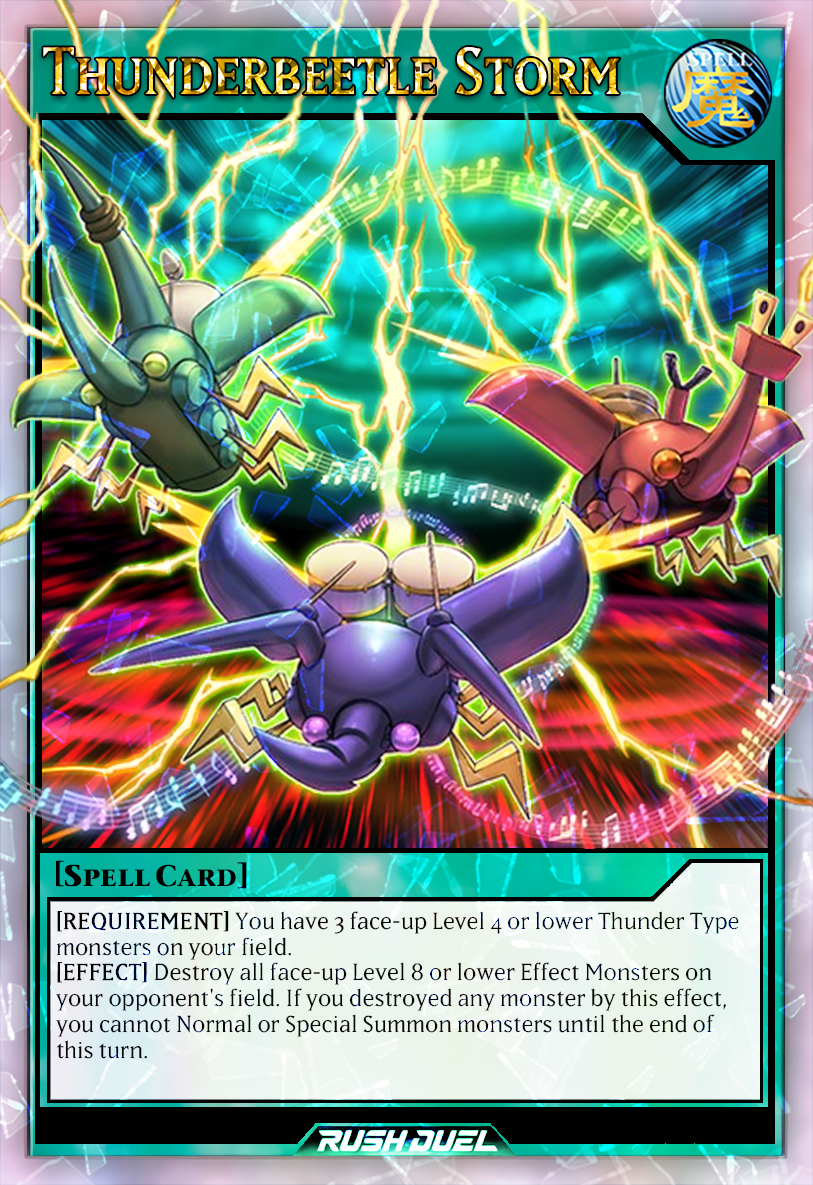 Thunderbeetle Storm
SPELL
魔
[Spell Card]
[REQUIREMENT] You have 3 face-up Level 4 or lower Thunder Type
monsters on your field.
[EFFECT] Destroy all face-up Level 8 or lower Effect Monsters on
your opponent's field. If you destroyed any monster by this effect,
you cannot Normal or Special Summon monsters until the end of
this turn.
RUSH DUEL